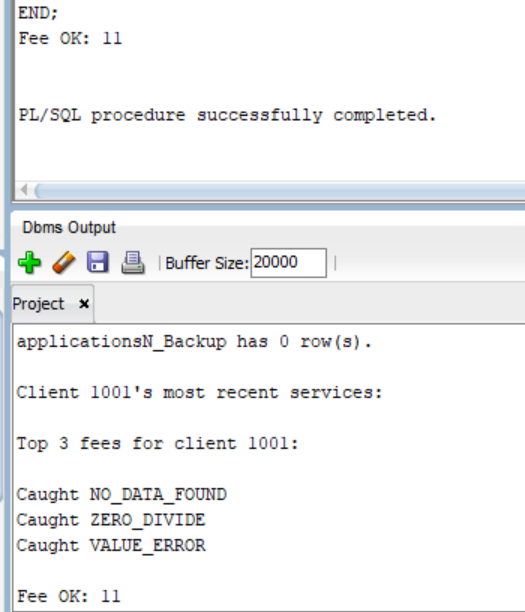 END;
Fee OK: 11
PL/SQL procedure successfully completed.
Dbms Output
Buffer Size: 20000
Project
applicationsN_Backup has 0 row(s).
Client 1001's most recent services:
Top 3 fees for client 1001:
Caught NO_DATA_FOUND
Caught ZERO_DIVIDE
Caught VALUE_ERROR
Fee OK: 11